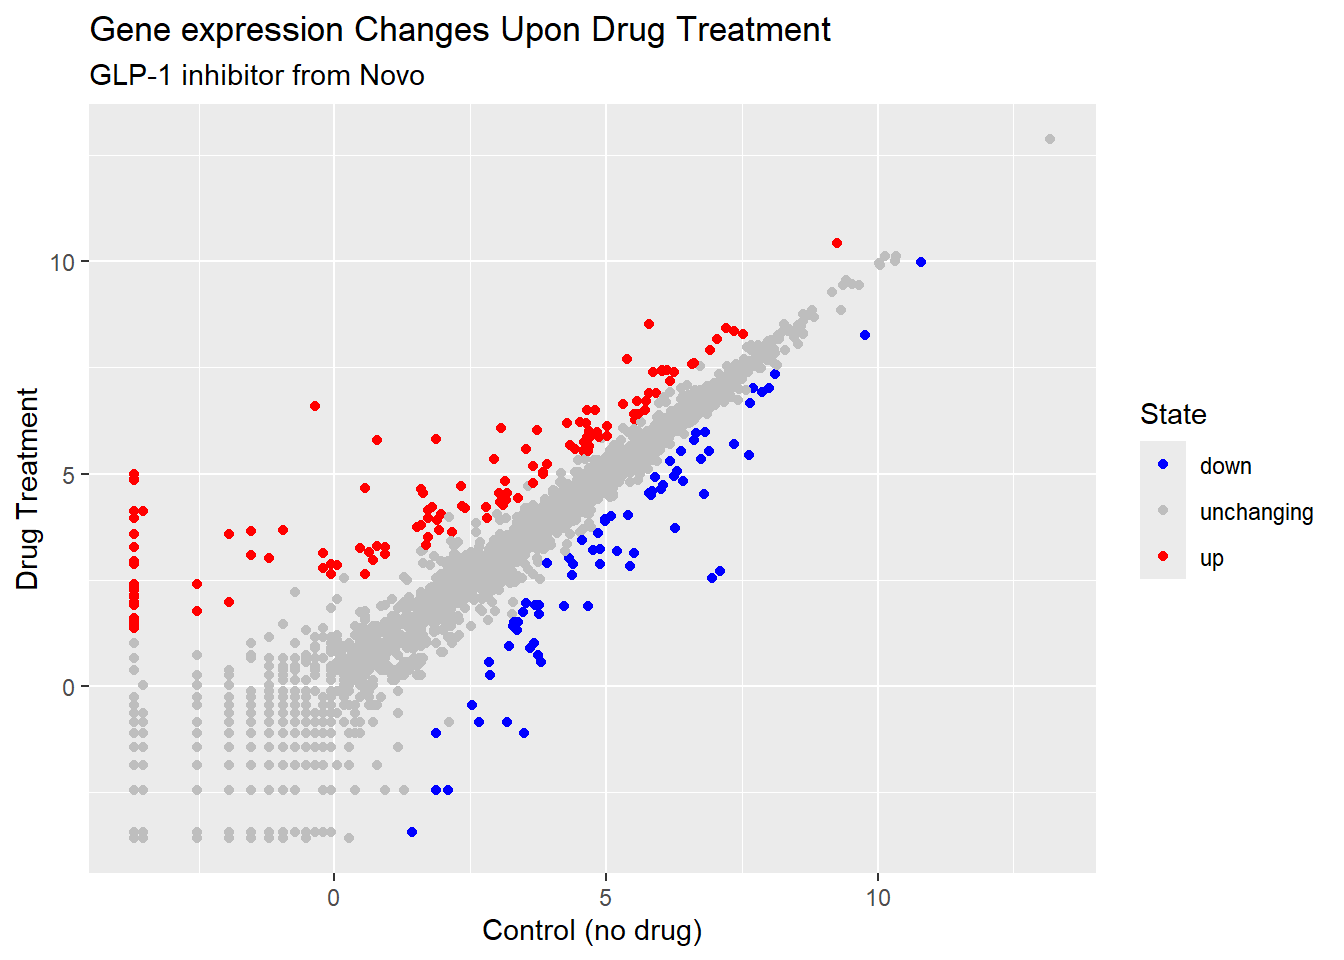 Gene expression Changes Upon Drug Treatment
GLP-1 inhibitor from Novo
Drug Treatment
10
5
0
0
5
10
Control (no drug)
State
down
unchanging
up